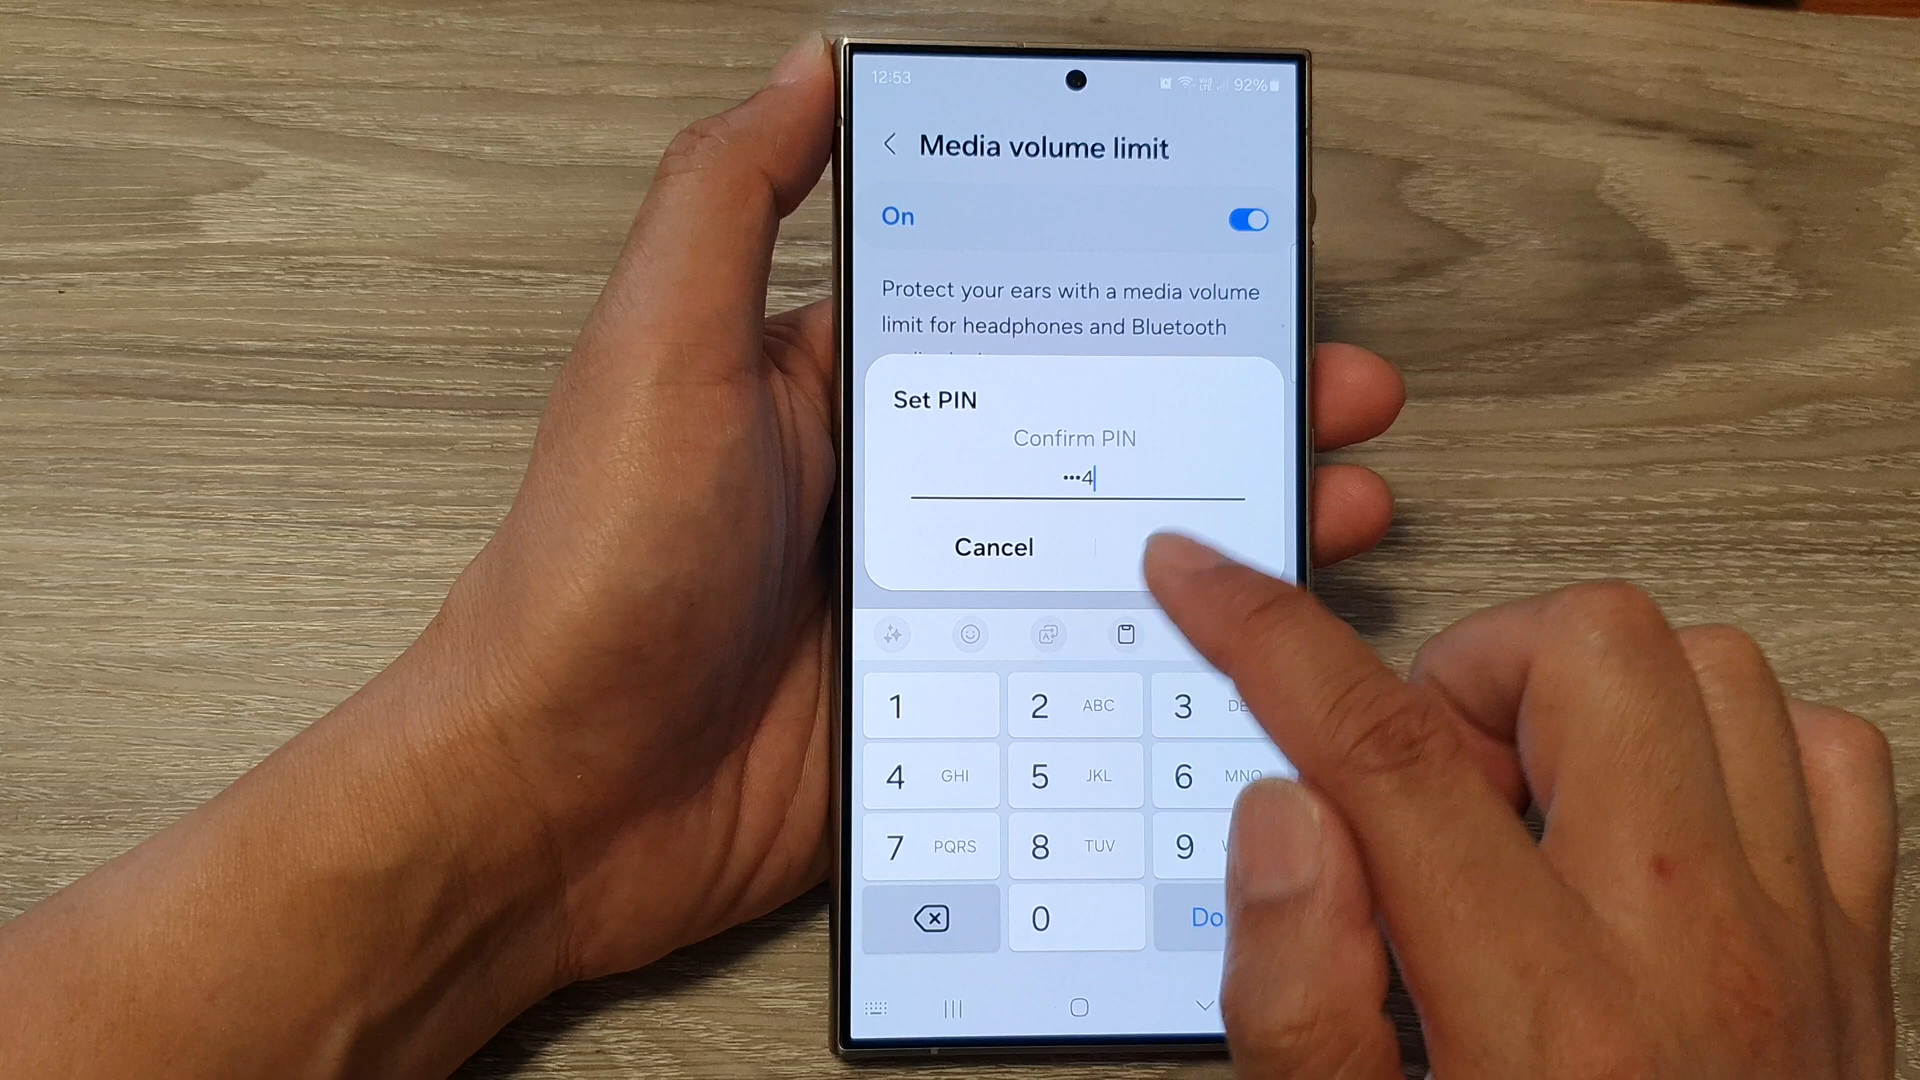 12:53
92%
Media volume limit
On
Protect your ears with a media volume
limit for headphones and Bluetooth
Set PIN
Confirm PIN
•••4
Cancel
1 2 ABC 3
4 GHI 5 JKL 6 MNO
7 PQRS 8 TUV 9
0 Do